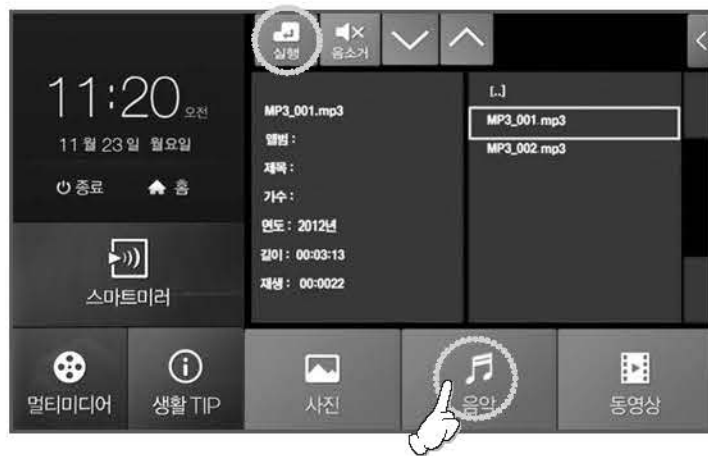 11:20 오전
11월 23일 월요일
종료
홈
스마트미러
멀티미디어
생활 TIP
실행
음소거
MP3_001.mp3
앨범 :
제목 :
가수 :
연도 : 2012년
길이 : 00:03:13
재생 : 00:0022
[..]
MP3_001 mp3
MP3_002 mp3
사진
음악
동영상